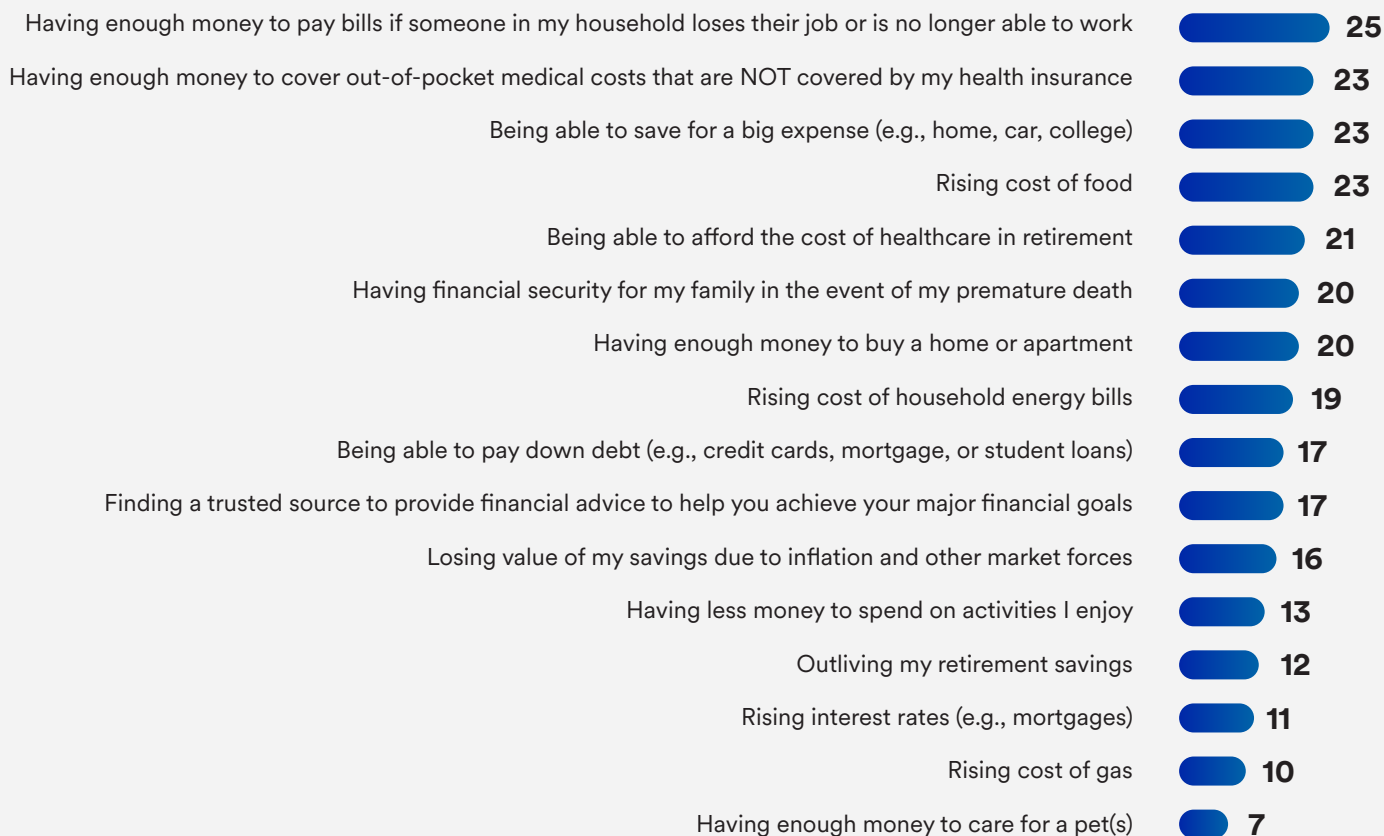 Having enough money to pay bills if someone in my household loses their job or is no longer able to work 25
Having enough money to cover out-of-pocket medical costs that are NOT covered by my health insurance 23
Being able to save for a big expense (e.g., home, car, college) 23
Rising cost of food 23
Being able to afford the cost of healthcare in retirement 21
Having financial security for my family in the event of my premature death 20
Having enough money to buy a home or apartment 20
Rising cost of household energy bills 19
Being able to pay down debt (e.g., credit cards, mortgage, or student loans) 17
Finding a trusted source to provide financial advice to help you achieve your major financial goals 17
Losing value of my savings due to inflation and other market forces 16
Having less money to spend on activities I enjoy 13
Outliving my retirement savings 12
Rising interest rates (e.g., mortgages) 11
Rising cost of gas 10
Having enough money to care for a pet(s) 7